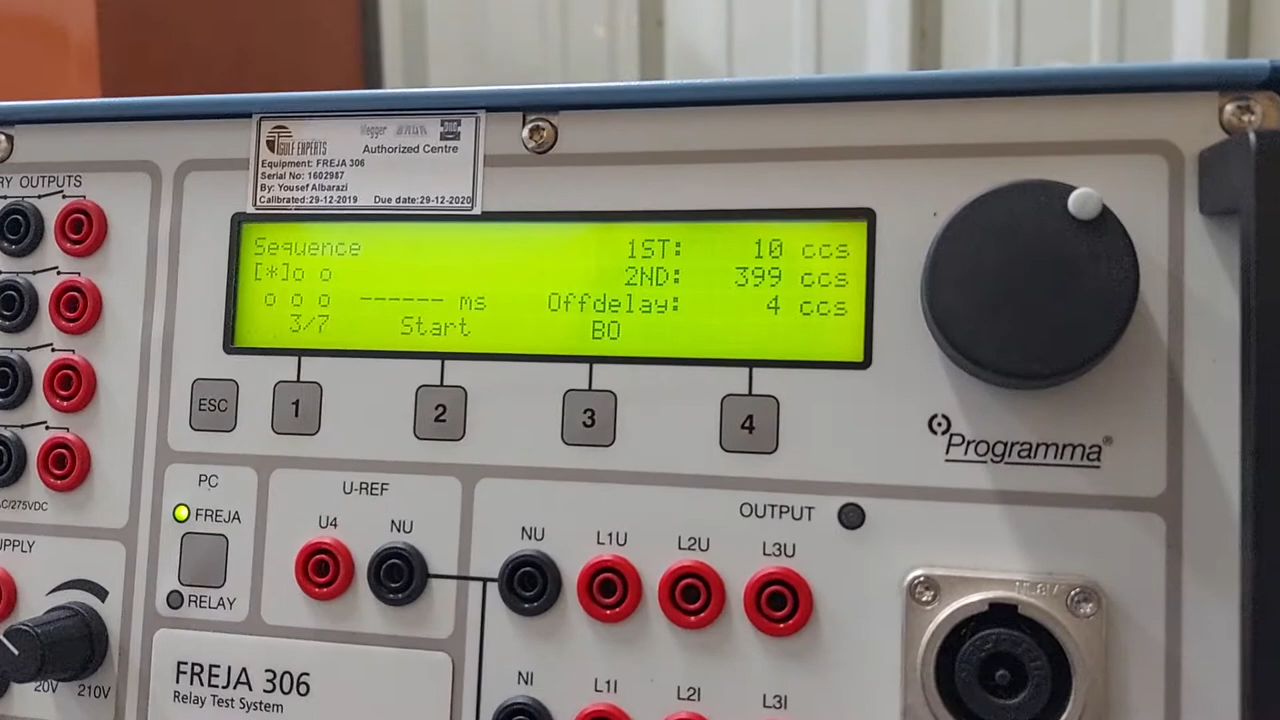 RY OUTPUTS
GULF EXPERTS
Megger
Authorized Centre
Equipment: FREJA 306
Serial No: 1602987
By: Yousef Albarazi
Calibrated:29-12-2019 Due date:29-12-2020
Sequence 1ST: 10 ccs
[*]o o 2ND: 399 ccs
o o o ------ ms Offdelay: 4 ccs
3/7 Start BO
ESC 1 2 3 4
Programma®
AC/275VDC
UPPLY
20V 210V
PC
FREJA
RELAY
U-REF
U4 NU
OUTPUT
NU L1U L2U L3U
NI L1I L2I L3I
FREJA 306
Relay Test System